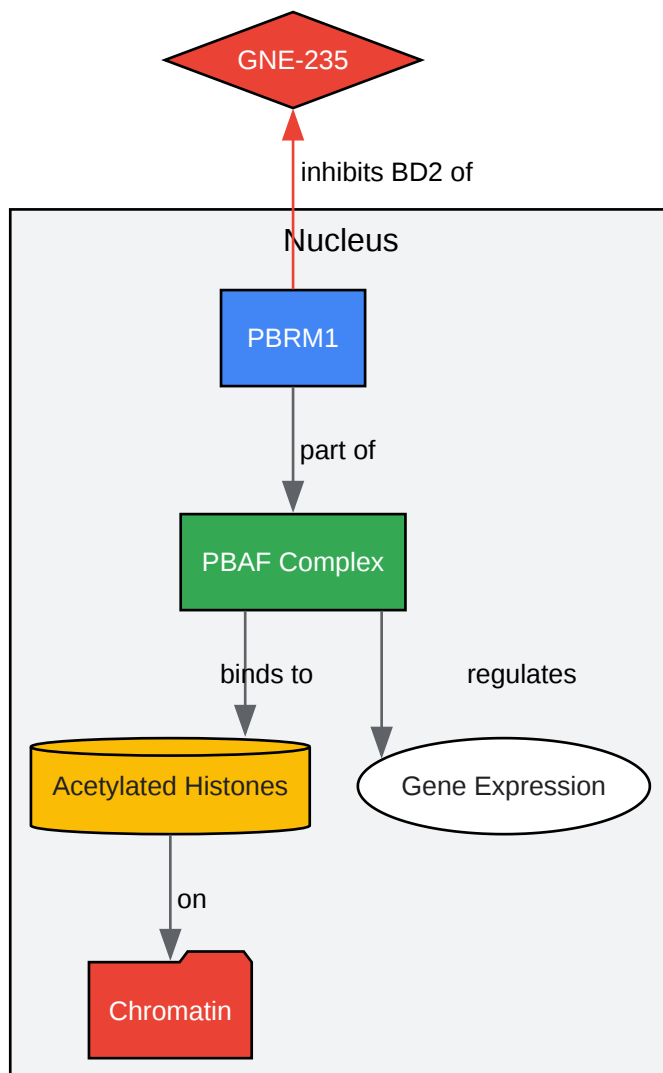 GNE-235
inhibits BD2 of
Nucleus
PBRM1
part of
PBAF Complex
binds to
regulates
Acetylated Histones
Gene Expression
on
Chromatin